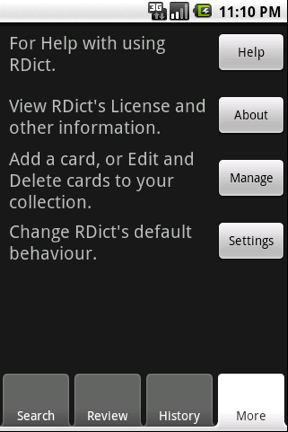 3G 11:10 PM
For Help with using
RDict.
Help
View RDict's License and
other information.
About
Add a card, or Edit and
Delete cards to your
collection.
Manage
Change RDict's default
behaviour.
Settings
Search Review History More